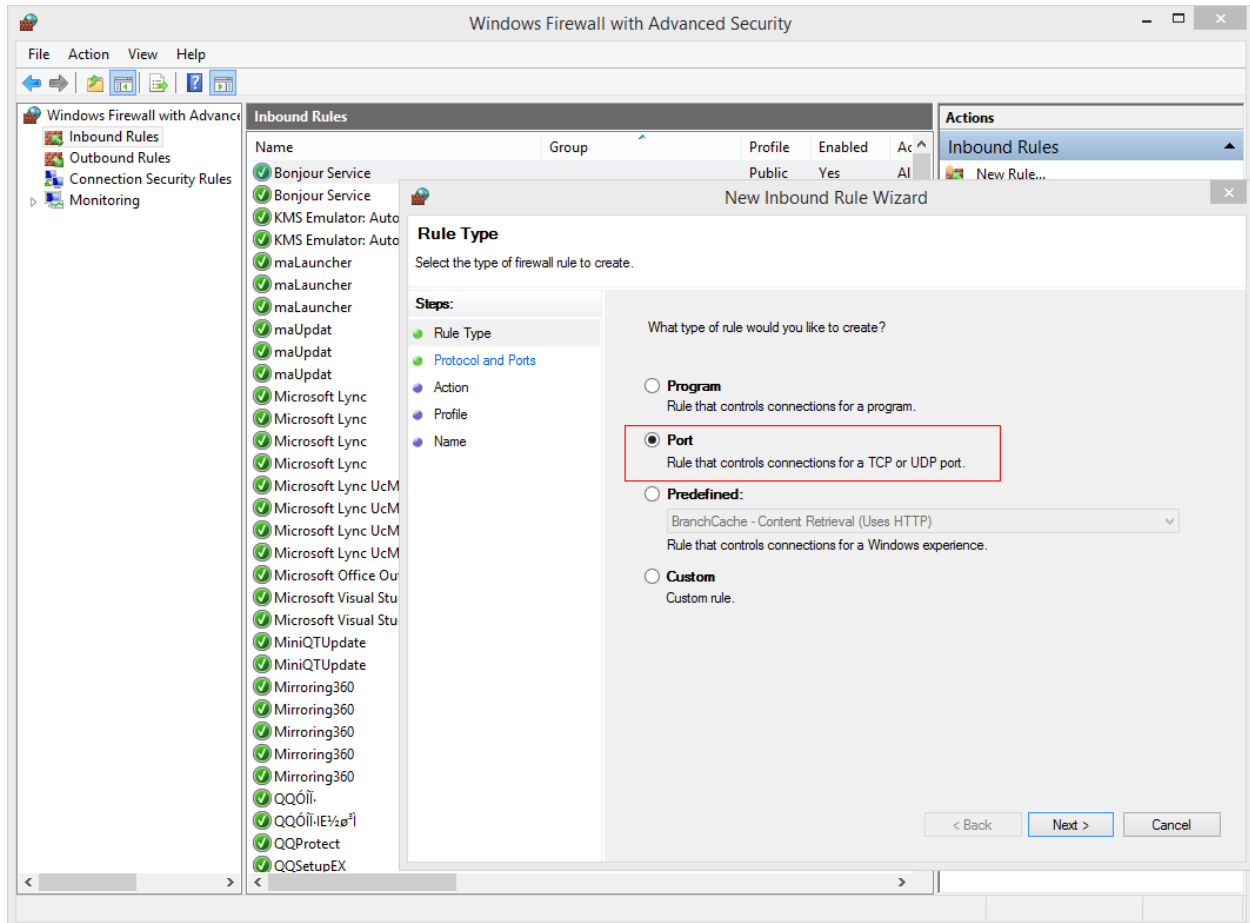 Windows Firewall with Advanced Security
File Action View Help
Windows Firewall with Advance
Inbound Rules
Outbound Rules
Connection Security Rules
Monitoring
Inbound Rules
Name Group Profile Enabled Ac
Bonjour Service Public Yes Al
Bonjour Service
KMS Emulator: Auto
KMS Emulator: Auto
maLauncher
maLauncher
maLauncher
maUpdat
maUpdat
maUpdat
Microsoft Lync
Microsoft Lync
Microsoft Lync
Microsoft Lync
Microsoft Lync UcM
Microsoft Lync UcM
Microsoft Lync UcM
Microsoft Lync UcM
Microsoft Office Ou
Microsoft Visual Stu
Microsoft Visual Stu
MiniQTUpdate
MiniQTUpdate
Mirroring360
Mirroring360
Mirroring360
Mirroring360
Mirroring360
QQÓÎÏ·
QQÓÎÏ·IE½ø³Ì
QQProtect
QQSetupEX
Actions
Inbound Rules
New Rule...
New Inbound Rule Wizard
Rule Type
Select the type of firewall rule to create.
Steps:
Rule Type
Protocol and Ports
Action
Profile
Name
What type of rule would you like to create?
Program
Rule that controls connections for a program.
Port
Rule that controls connections for a TCP or UDP port.
Predefined:
BranchCache - Content Retrieval (Uses HTTP)
Rule that controls connections for a Windows experience.
Custom
Custom rule.
< Back Next > Cancel